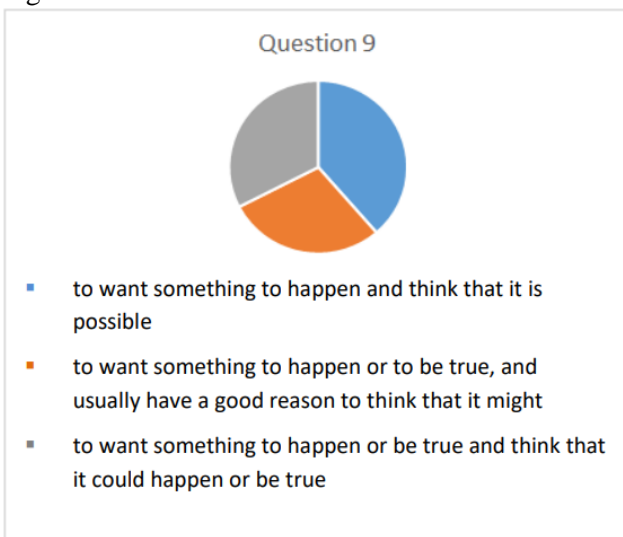 Question 9
to want something to happen and think that it is
possible
to want something to happen or to be true, and
usually have a good reason to think that it might
to want something to happen or be true and think that
it could happen or be true